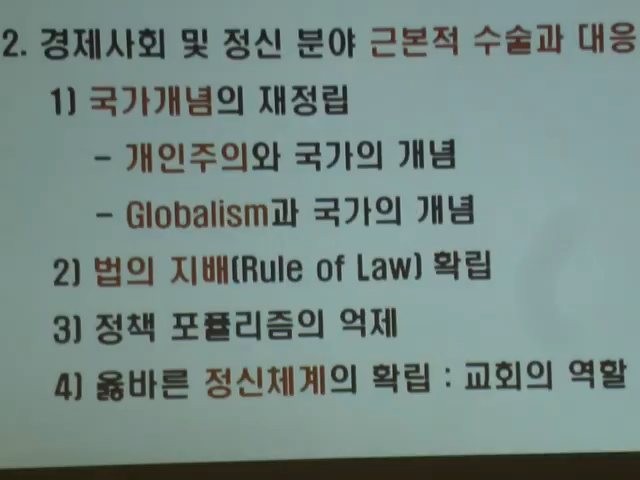 2. 경제사회 및 정신 분야 근본적 수술과 대응
1) 국가개념의 재정립
– 개인주의와 국가의 개념
– Globalism과 국가의 개념
2) 법의 지배(Rule of Law) 확립
3) 정책 포퓰리즘의 억제
4) 옳바른 정신체계의 확립 : 교회의 역할